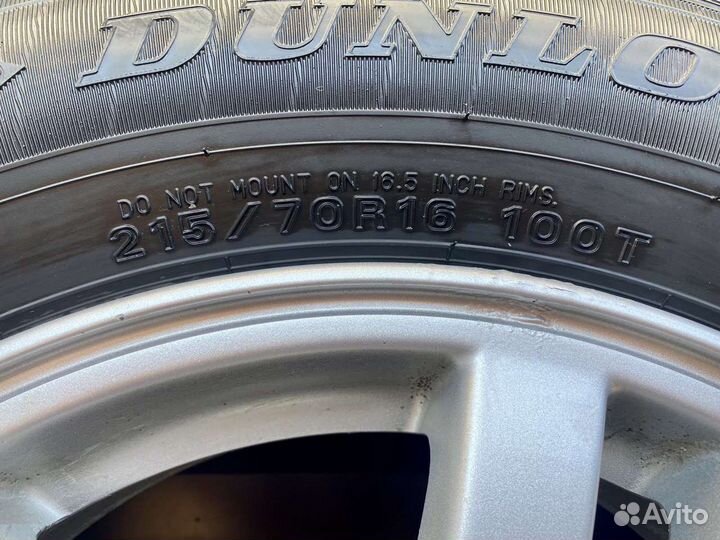 DUNLO
DO NOT MOUNT ON 16.5 INCH RIMS.
215/70R16 100T
Avito